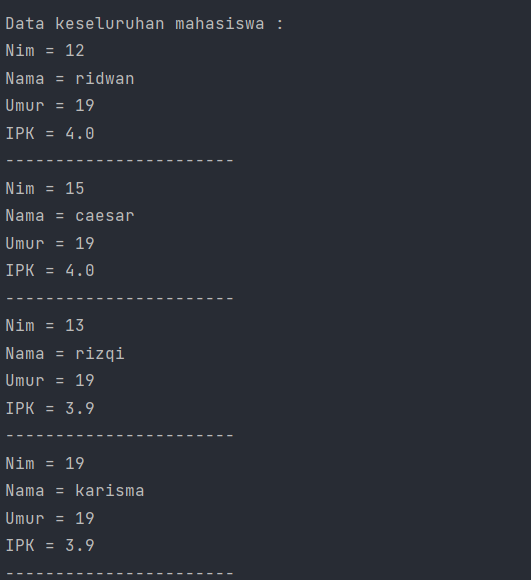 Data keseluruhan mahasiswa :
Nim = 12
Nama = ridwan
Umur = 19
IPK = 4.0
-----------------------
Nim = 15
Nama = caesar
Umur = 19
IPK = 4.0
-----------------------
Nim = 13
Nama = rizqi
Umur = 19
IPK = 3.9
-----------------------
Nim = 19
Nama = karisma
Umur = 19
IPK = 3.9
-----------------------